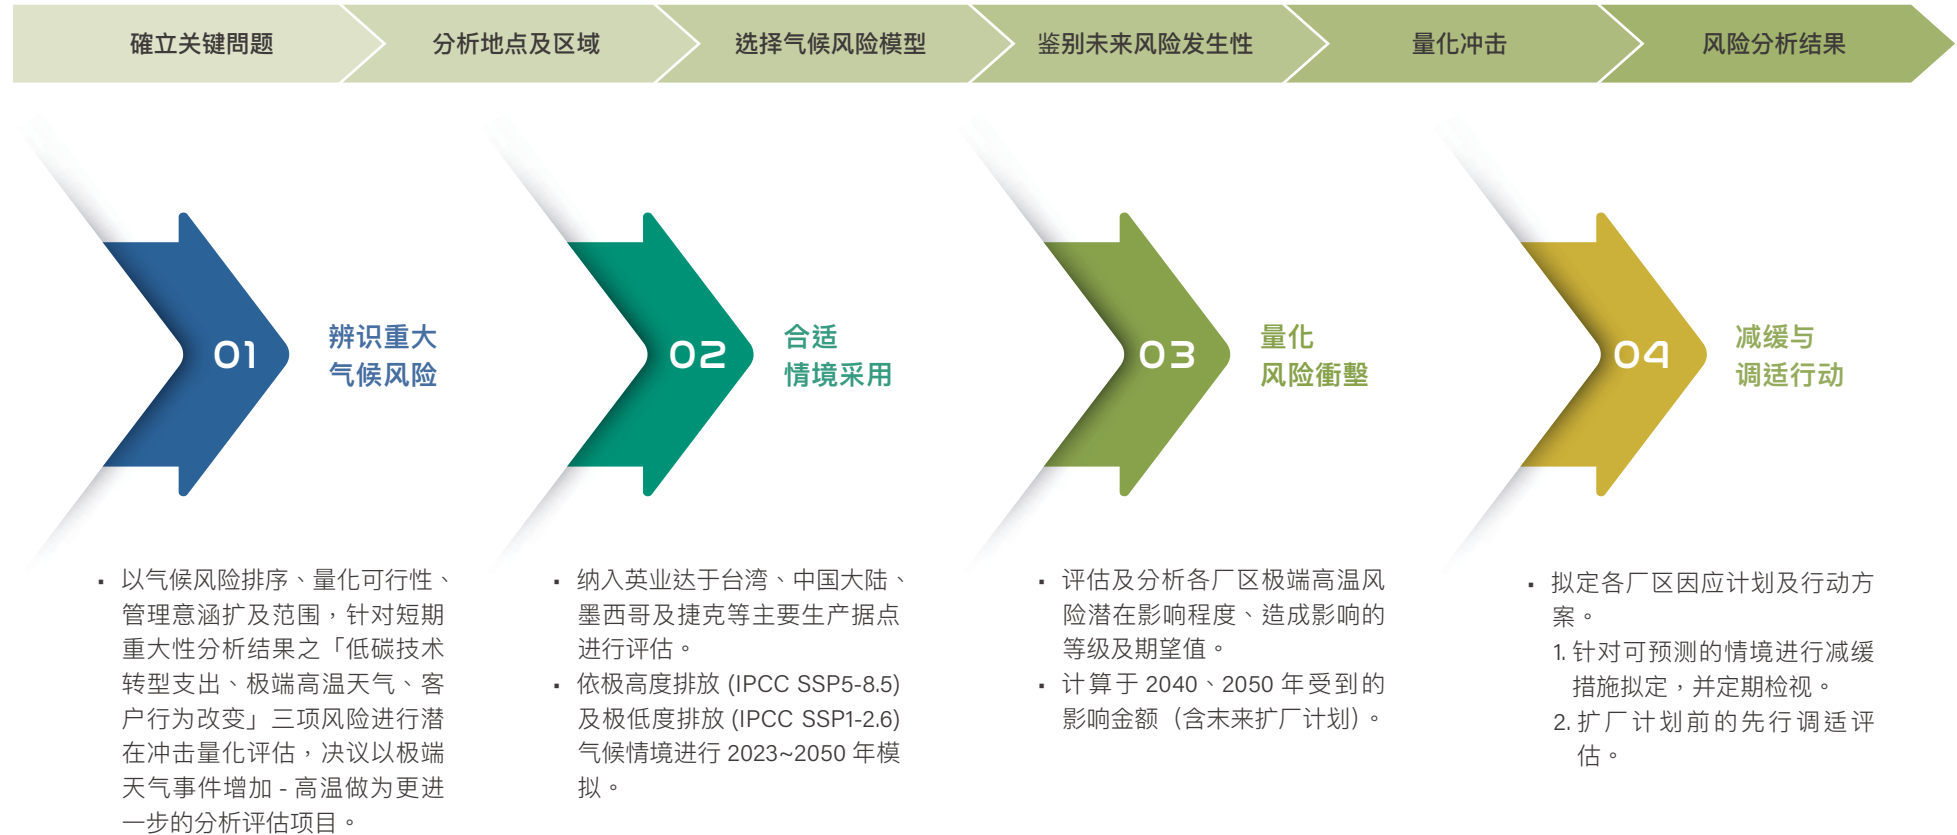 確立关键問题
分析地点及区域
选择气候风险模型
鉴别未来风险发生性
量化冲击
风险分析结果
01
辨识重大
气候风险
02
合适
情境采用
03
量化
风险衝墼
04
减缓与
调适行动
▪ 以气候风险排序、量化可行性、
管理意涵扩及范围，针对短期
重大性分析结果之「低碳技术
转型支出、极端高温天气、客
户行为改变」三项风险进行潜
在冲击量化评估，决议以极端
天气事件增加 - 高温做为更进
一步的分析评估项目。
▪ 纳入英业达于台湾、中国大陆、
墨西哥及捷克等主要生产据点
进行评估。
▪ 依极高度排放 (IPCC SSP5-8.5)
及极低度排放 (IPCC SSP1-2.6)
气候情境进行 2023~2050 年模
拟。
▪ 评估及分析各厂区极端高温风
险潜在影响程度、造成影响的
等级及期望值。
▪ 计算于 2040、2050 年受到的
影响金额（含未来扩厂计划）。
▪ 拟定各厂区因应计划及行动方
案。
1. 针对可预测的情境进行减缓
措施拟定，并定期检视。
2. 扩厂计划前的先行调适评
估。